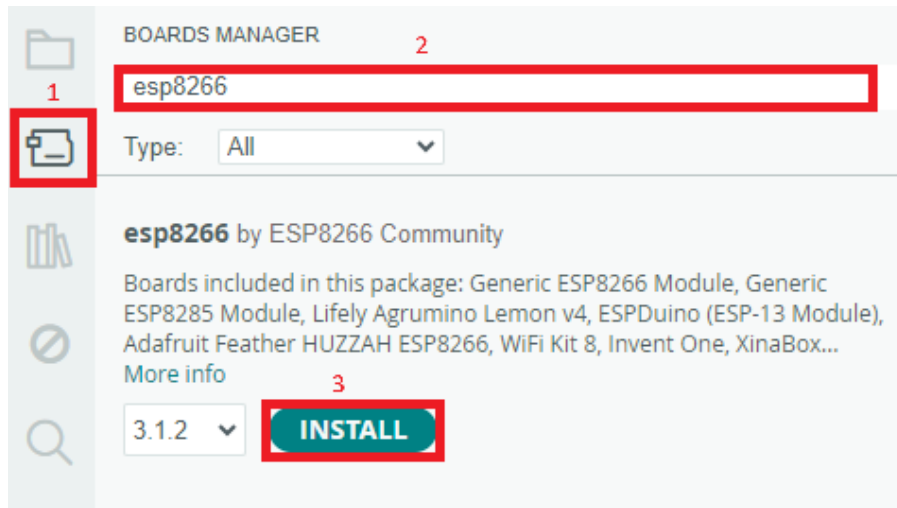 BOARDS MANAGER
2
esp8266
1
Type: All
esp8266 by ESP8266 Community
Boards included in this package: Generic ESP8266 Module, Generic
ESP8285 Module, Lifely Agrumino Lemon v4, ESPDuino (ESP-13 Module),
Adafruit Feather HUZZAH ESP8266, WiFi Kit 8, Invent One, XinaBox...
More info
3
3.1.2 INSTALL